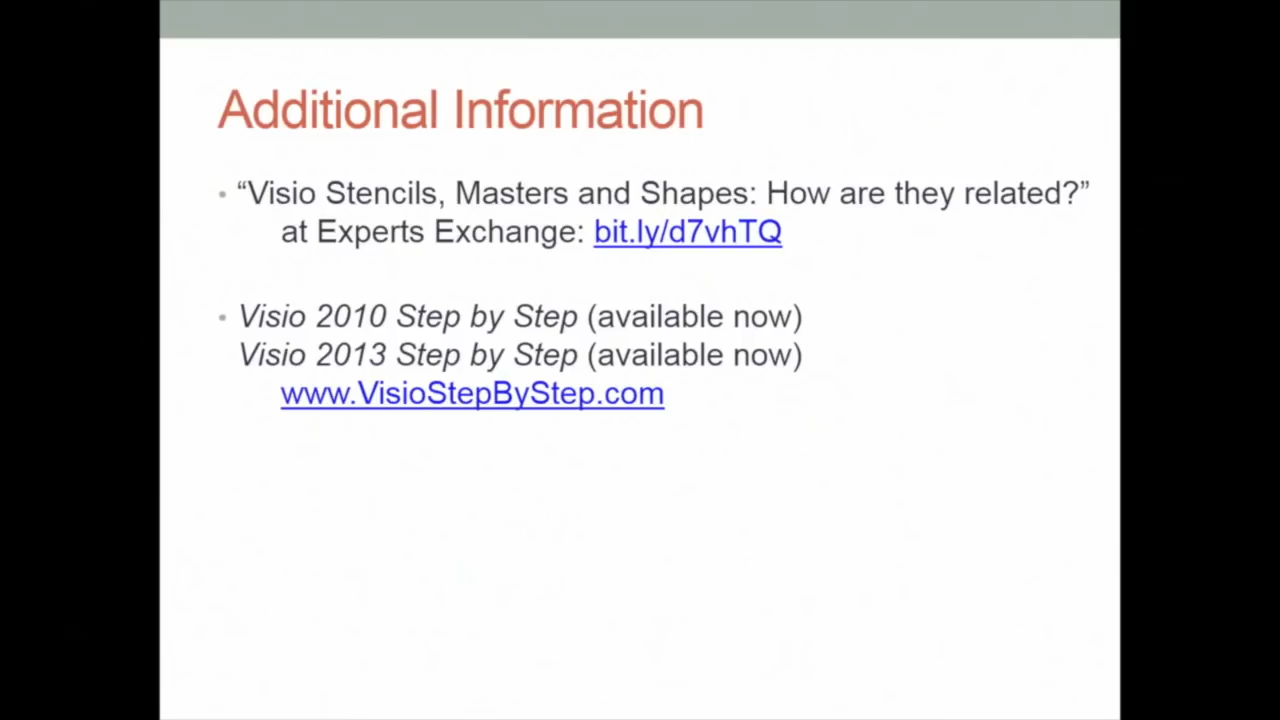 Additional Information
• “Visio Stencils, Masters and Shapes: How are they related?”
at Experts Exchange: bit.ly/d7vhTQ
• Visio 2010 Step by Step (available now)
Visio 2013 Step by Step (available now)
www.VisioStepByStep.com